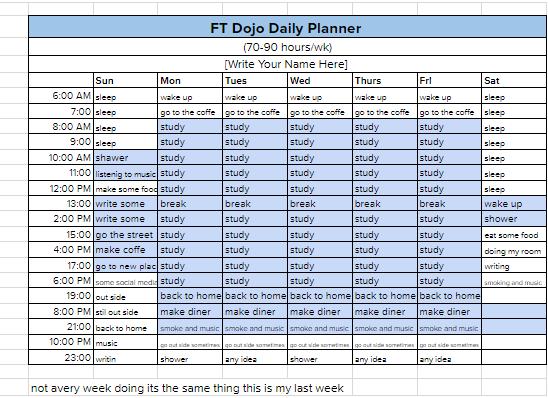 FT Dojo Daily Planner
(70-90 hours/wk)
[Write Your Name Here]
Sun Mon Tues Wed Thurs Fri Sat
6:00 AM sleep wake up wake up wake up wake up wake up sleep
7:00 sleep go to the coffe go to the coffe go to the coffe go to the coffe go to the coffe sleep
8:00 AM sleep study study study study study sleep
9:00 sleep study study study study study sleep
10:00 AM shawer study study study study study sleep
11:00 listenig to music study study study study study sleep
12:00 PM make some food study study study study study sleep
13:00 write some break break break break break wake up
2:00 PM write some study study study study study shower
15:00 go the street study study study study study eat some food
4:00 PM make coffe study study study study study doing my room
17:00 go to new plac study study study study study writing
6:00 PM some social media study study study study study smoking and music
19:00 out side back to home back to home back to home back to home back to home
8:00 PM stil out side make diner make diner make diner make diner make diner
21:00 back to home smoke and music smoke and music smoke and music smoke and music smoke and music
10:00 PM music go out side sometimes go out side sometimes go out side sometimes go out side sometimes go out side sometimes
23:00 writin shower any idea shower any idea any idea
not avery week doing its the same thing this is my last week